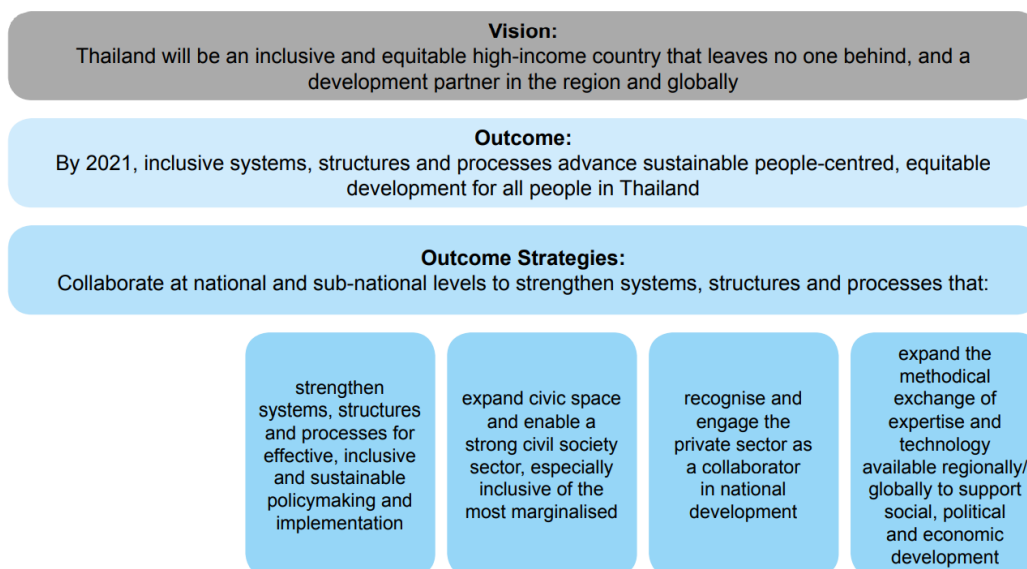 Vision:
Thailand will be an inclusive and equitable high-income country that leaves no one behind, and a
development partner in the region and globally
Outcome:
By 2021, inclusive systems, structures and processes advance sustainable people-centred, equitable
development for all people in Thailand
Outcome Strategies:
Collaborate at national and sub-national levels to strengthen systems, structures and processes that:
strengthen
systems, structures
and processes for
effective, inclusive
and sustainable
policymaking and
implementation
expand civic space
and enable a
strong civil society
sector, especially
inclusive of the
most marginalised
recognise and
engage the
private sector as
a collaborator
in national
development
expand the
methodical
exchange of
expertise and
technology
available regionally/
globally to support
social, political
and economic
development